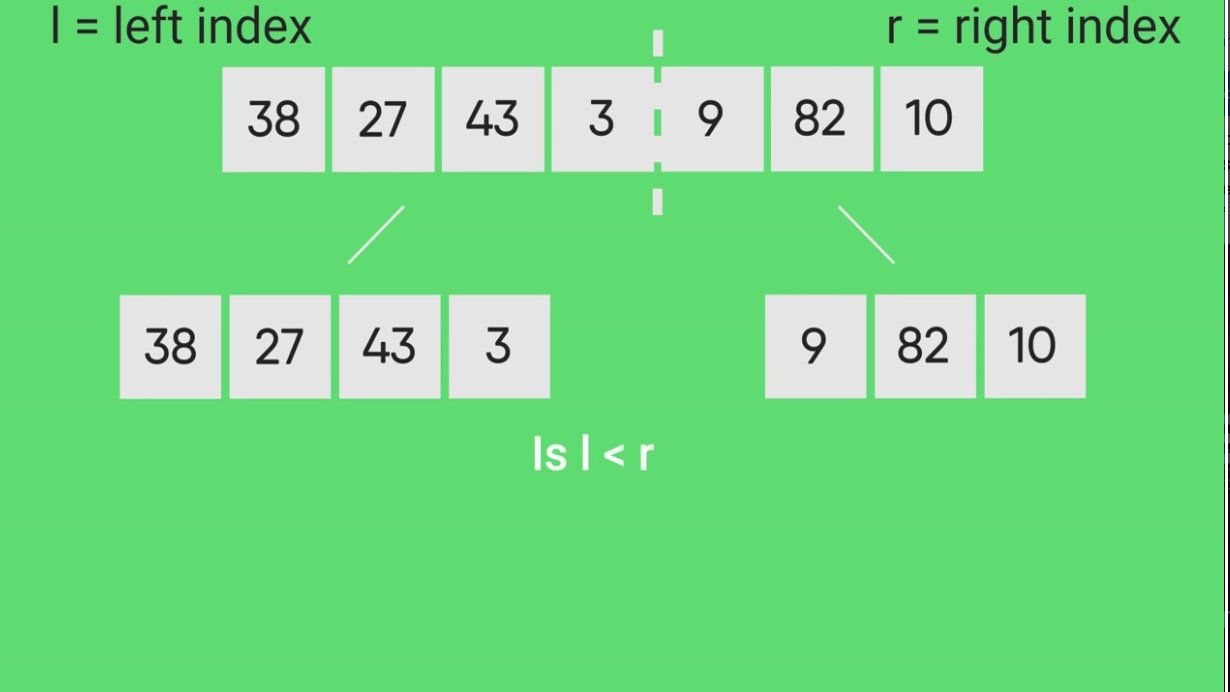 l = left index r = right index
38 27 43 3 9 82 10
38 27 43 3 9 82 10
Is l < r